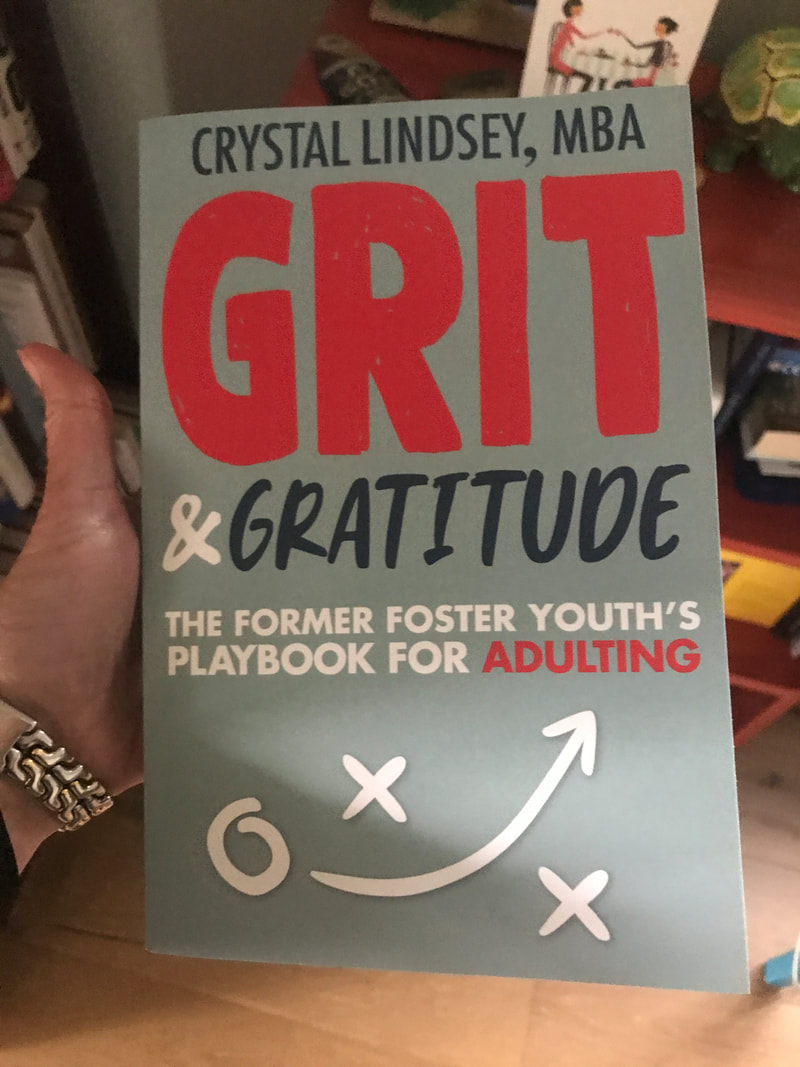 CRYSTAL LINDSEY, MBA
GRIT
& GRATITUDE
THE FORMER FOSTER YOUTH'S
PLAYBOOK FOR ADULTING